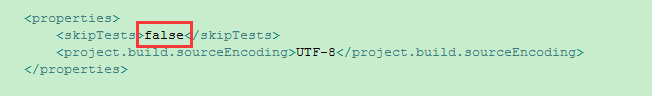 <properties>
<skipTests>false</skipTests>
<project.build.sourceEncoding>UTF-8</project.build.sourceEncoding>
</properties>